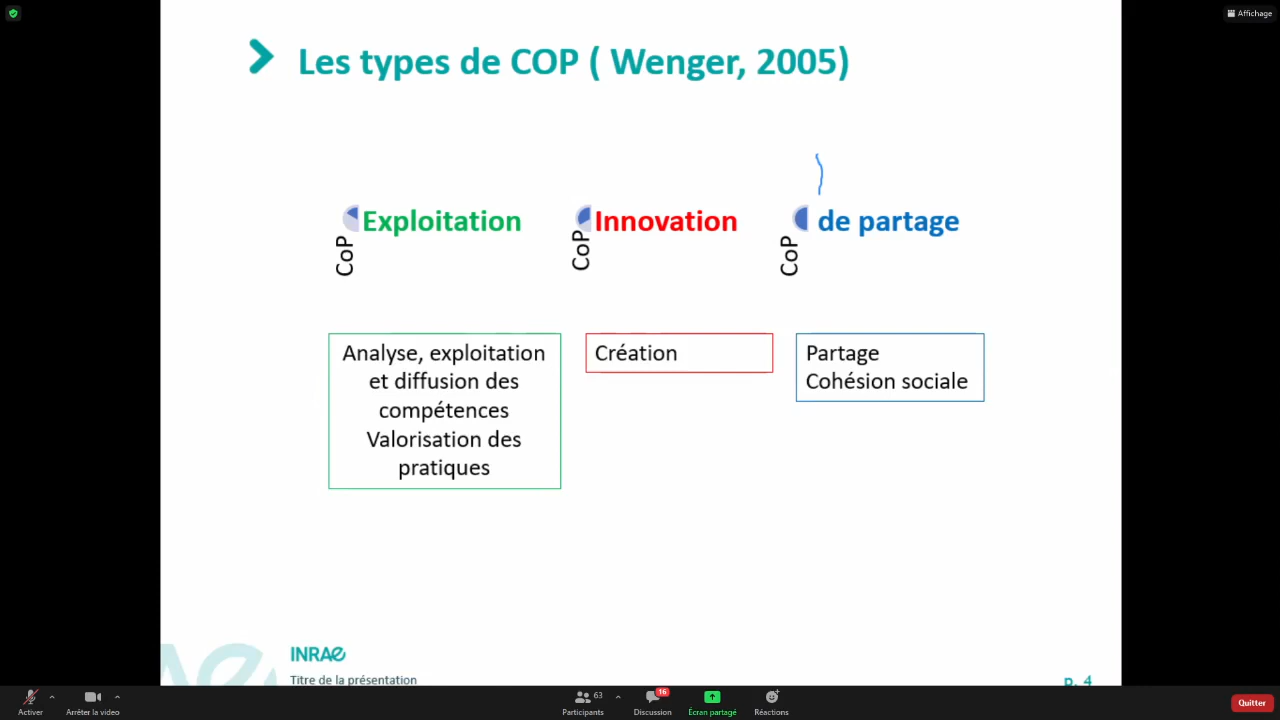 Affichage
Les types de COP ( Wenger, 2005)
CoP Exploitation
CoP Innovation
CoP de partage
Analyse, exploitation
et diffusion des
compétences
Valorisation des
pratiques
Création
Partage
Cohésion sociale
INRAE
Titre de la présentation
p. 4
Activer
Arrêter la video
63
Participants
16
Discussion
Écran partagé
Réactions
Quitter